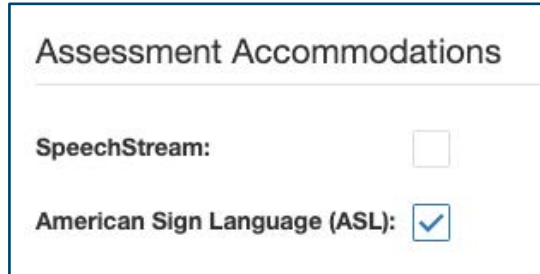 Assessment Accommodations
SpeechStream:
American Sign Language (ASL):